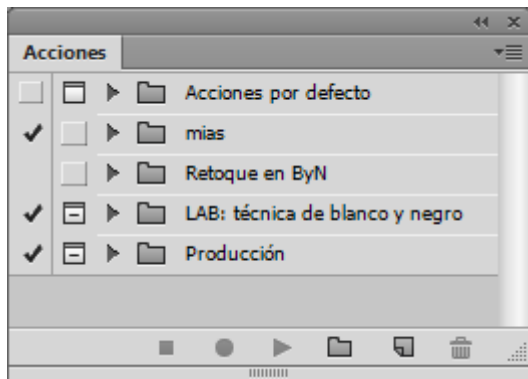 Acciones
Acciones por defecto
mias
Retoque en ByN
LAB: técnica de blanco y negro
Producción